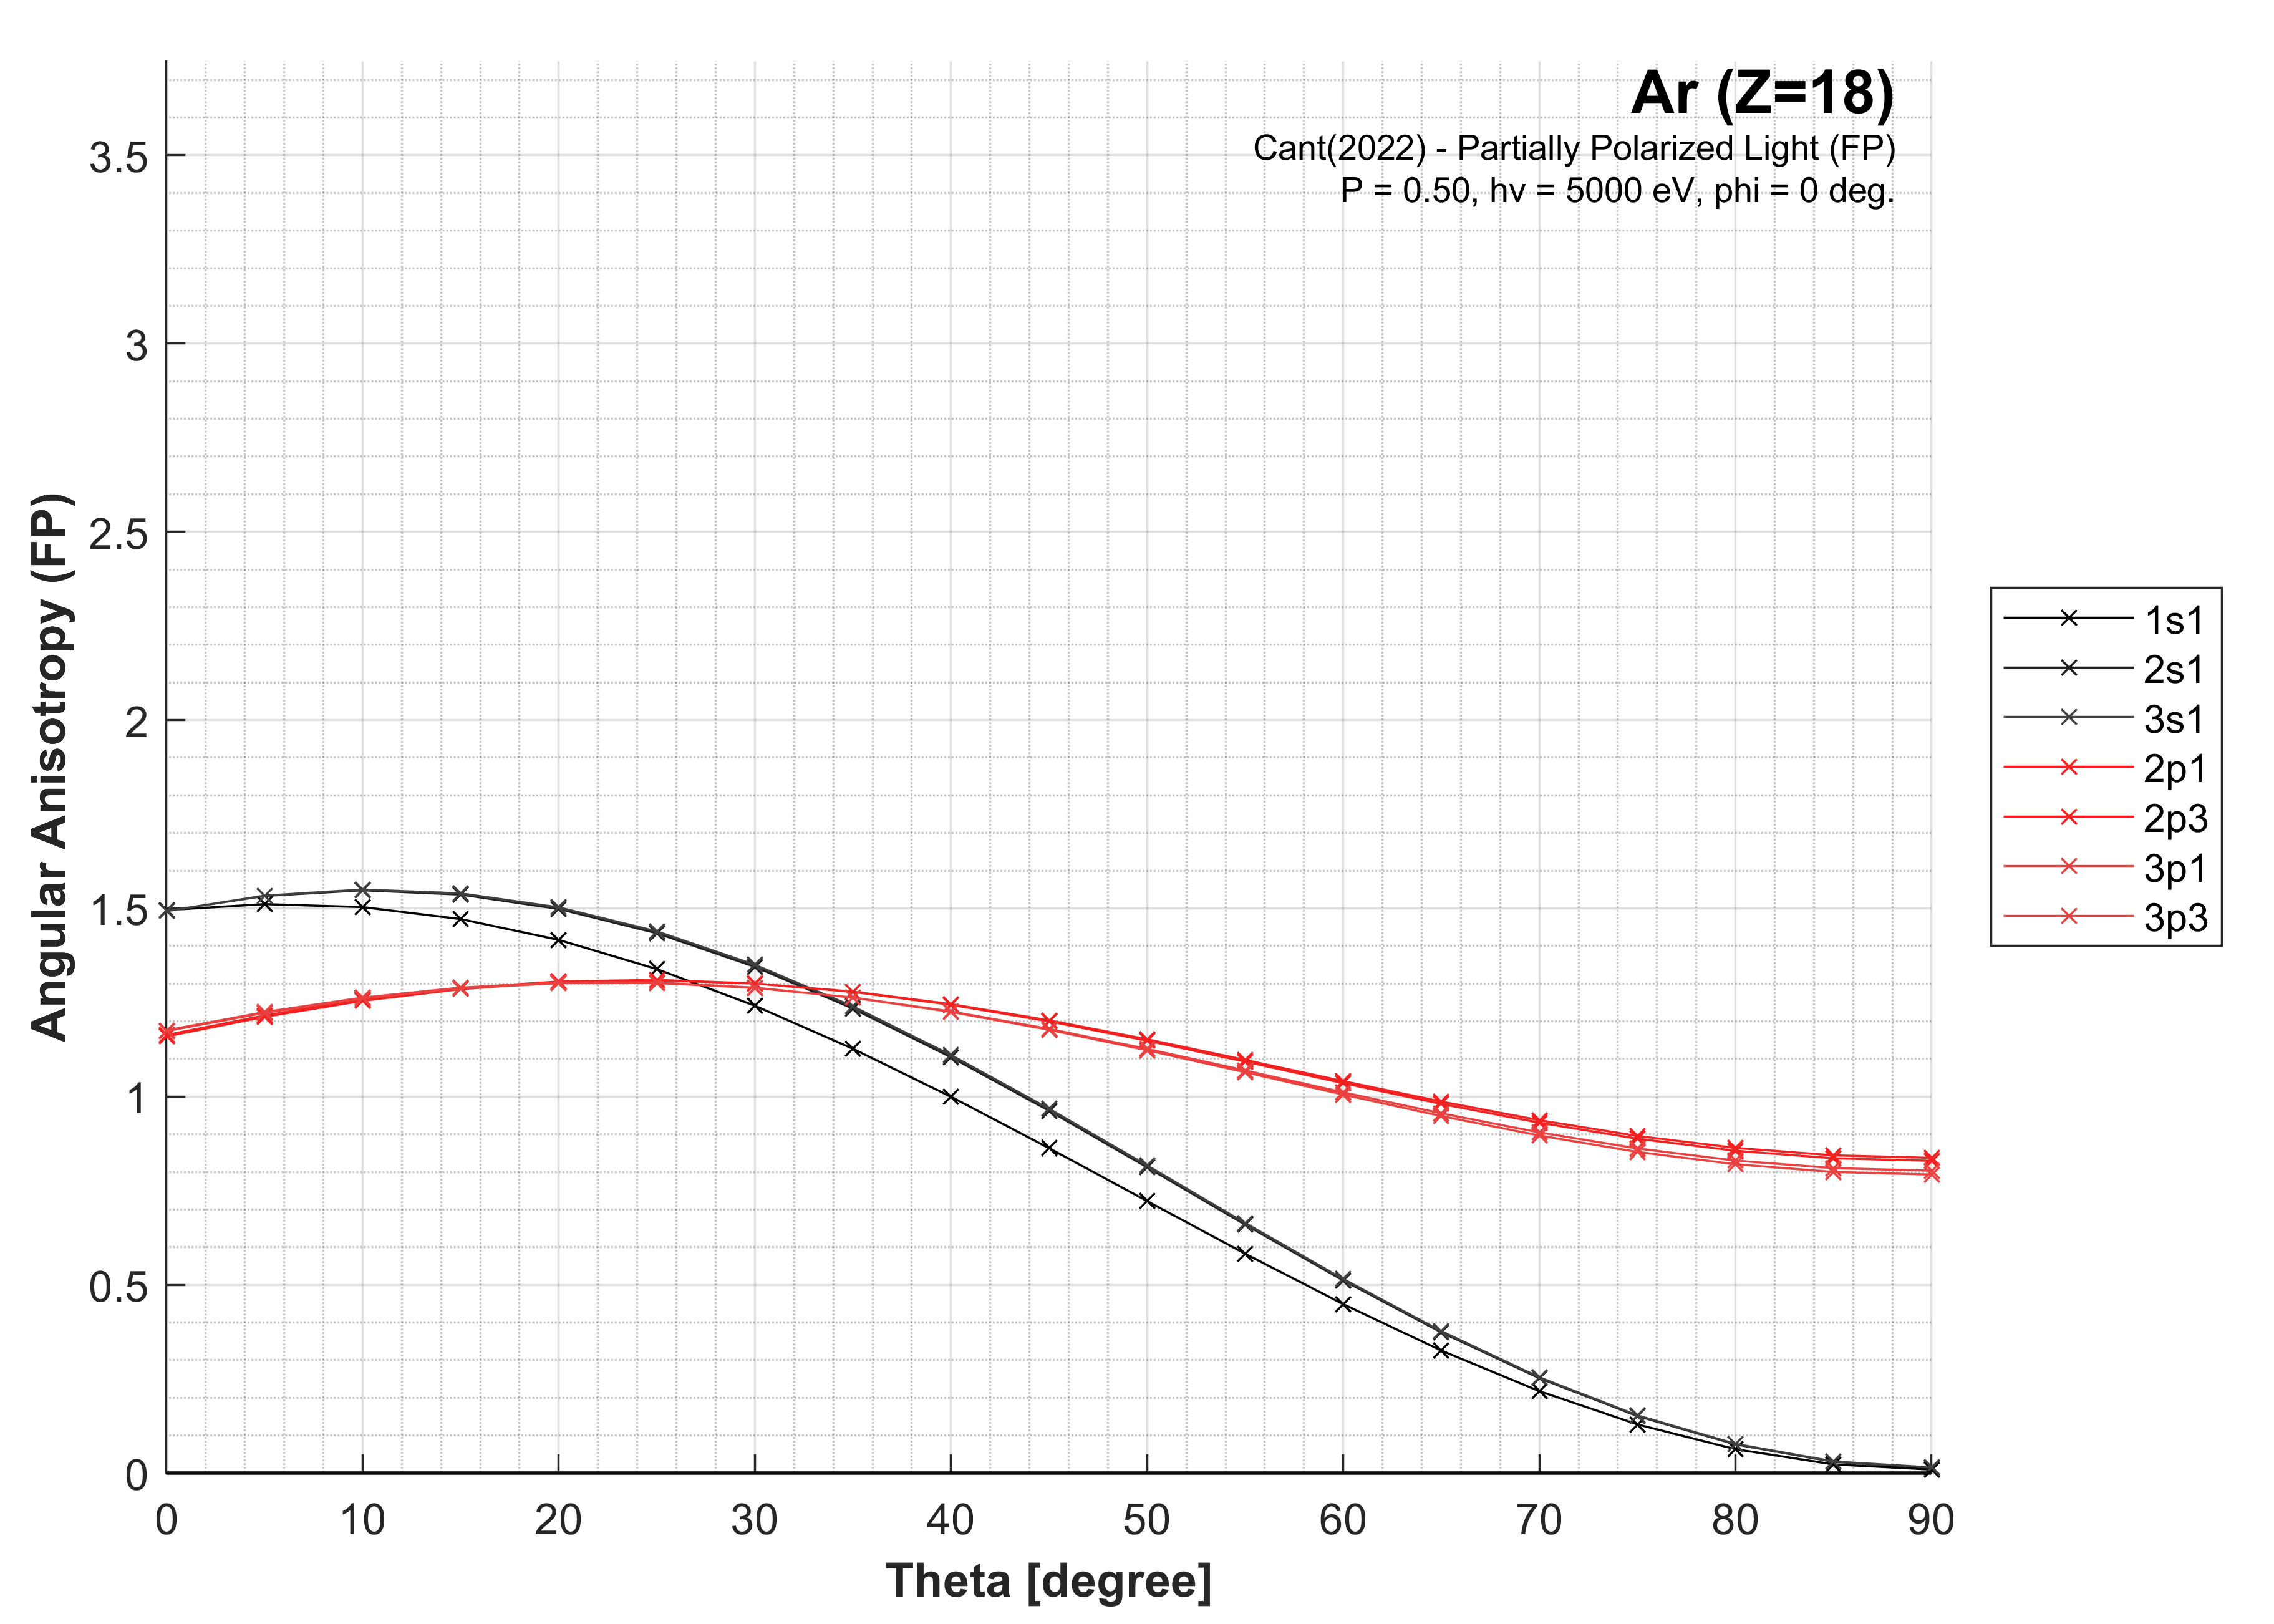 Ar (Z=18)
Cant(2022) - Partially Polarized Light (FP)
P = 0.50, hv = 5000 eV, phi = 0 deg.
Angular Anisotropy (FP)
3.5
3
2.5
2
1.5
1
0.5
0
0 10 20 30 40 50 60 70 80 90
Theta [degree]
1s1
2s1
3s1
2p1
2p3
3p1
3p3